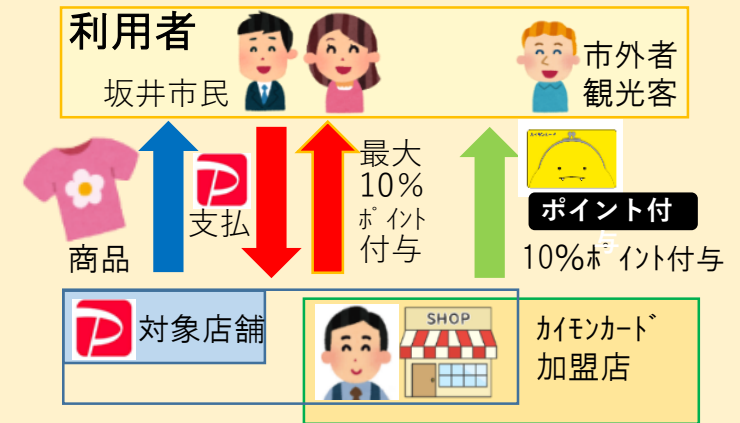 利用者
坂井市民
市外者
観光客
商品
支払
最大
10%
ﾎﾟｲﾝﾄ
付与
ポイント付
与
10%ﾎﾟｲﾝﾄ付与
対象店舗
SHOP
ｶｲﾓﾝｶｰﾄﾞ
加盟店